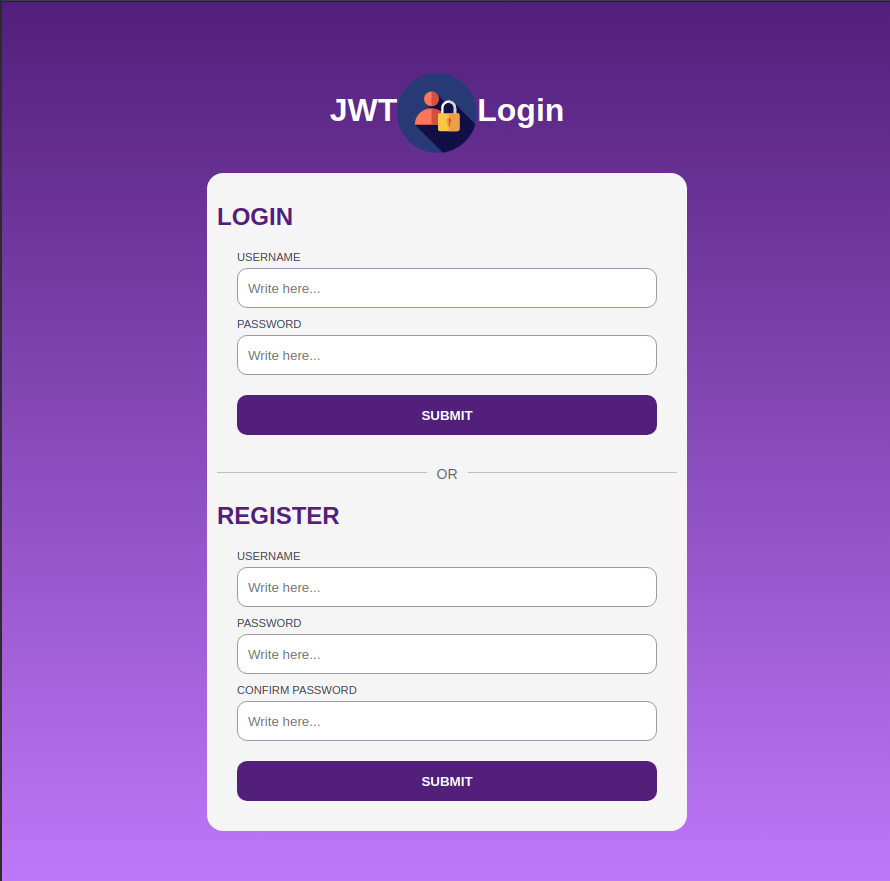 JWT Login
LOGIN
USERNAME
Write here...
PASSWORD
Write here...
SUBMIT
OR
REGISTER
USERNAME
Write here...
PASSWORD
Write here...
CONFIRM PASSWORD
Write here...
SUBMIT